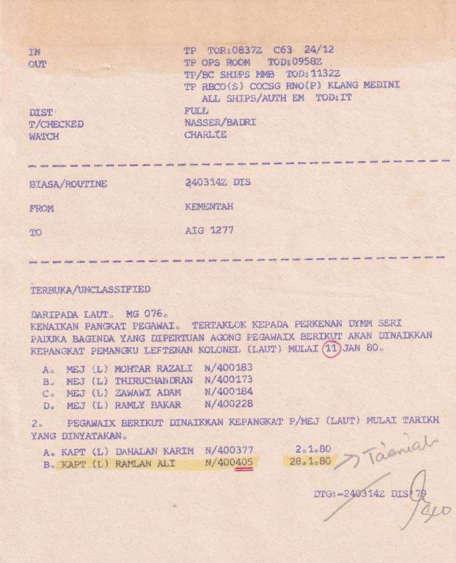 IN TP TOR:0837Z C63 24/12
OUT TP OPS ROOM TOD:0958Z
TP/BC SHIPS MMB TOD:1132Z
TP RBCO(S) COCSG RNO(P) KLANG MEDINI
ALL SHIPS/AUTH EM TOD:IT
DIST FULL
T/CHECKED NASSER/BADRI
WATCH CHARLIE
BIASA/ROUTINE 240314Z DIS
FROM KEMENTAH
TO AIG 1277
TERBUKA/UNCLASSIFIED
DARIPADA LAUT. MG 076.
KENAIKAN PANGKAT PEGAWAI. TERTAKLOK KEPADA PERKENAN DYMM SERI
PADUKA BAGINDA YANG DIPERTUAN AGONG PEGAWAIX BERIKUT AKAN DINAIKKAN
KEPANGKAT PEMANGKU LEFTENAN KOLONEL (LAUT) MULAI 11 JAN 80.
A. MEJ (L) MOHTAR RAZALI N/400183
B. MEJ (L) THIRUCHANDRAN N/400173
C. MEJ (L) ZAWAWI ADAM N/400184
D. MEJ (L) RAMLY BAKAR N/400228
2. PEGAWAIX BERIKUT DINAIKKAN KEPANGKAT P/MEJ (LAUT) MULAI TARIKH
YANG DINYATAKAN.
A. KAPT (L) DAHALAN KARIM N/400377 2.1.80
B. KAPT (L) RAMLAN ALI N/400405 28.1.80
DTG:-240314Z DIS'79